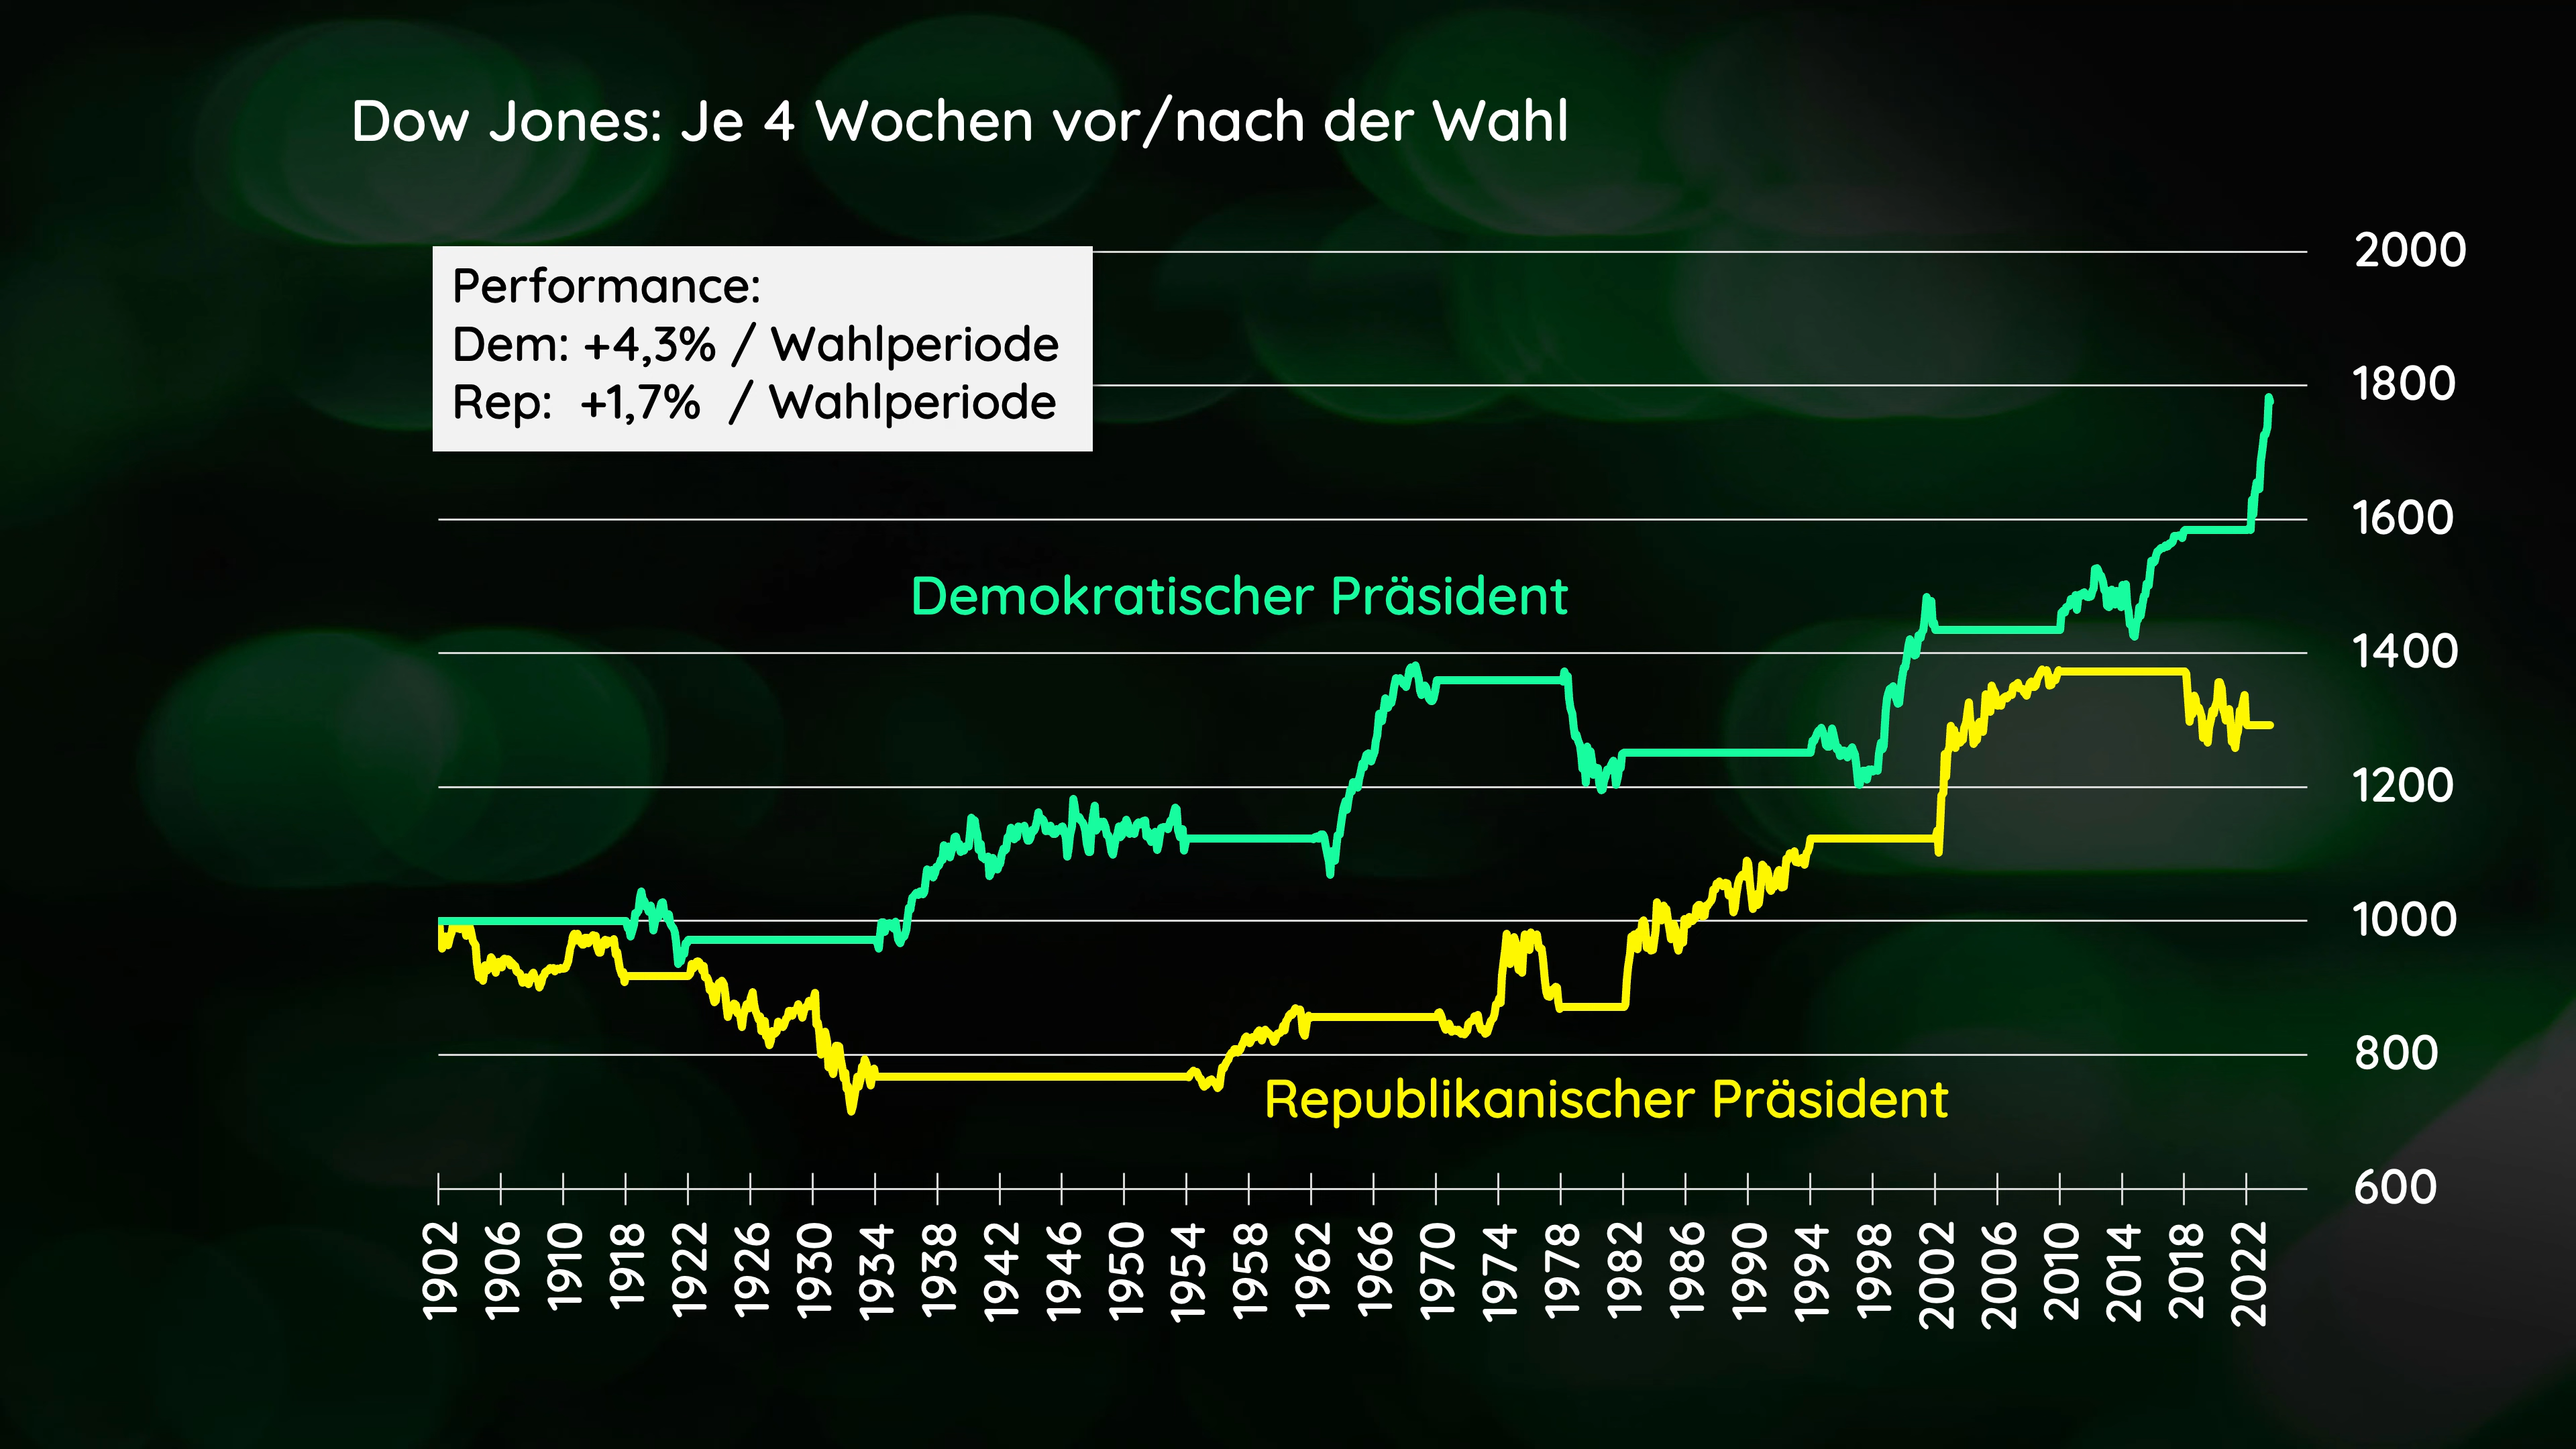 Dow Jones: Je 4 Wochen vor/nach der Wahl
Performance:
Dem: +4,3% / Wahlperiode
Rep: +1,7% / Wahlperiode
2000
1800
1600
Demokratischer Präsident
1400
1200
1000
800
Republikanischer Präsident
600
1902 1906 1910 1918 1922 1926 1930 1934 1938 1942 1946 1950 1954 1958 1962 1966 1970 1974 1978 1982 1986 1990 1994 1998 2002 2006 2010 2014 2018 2022